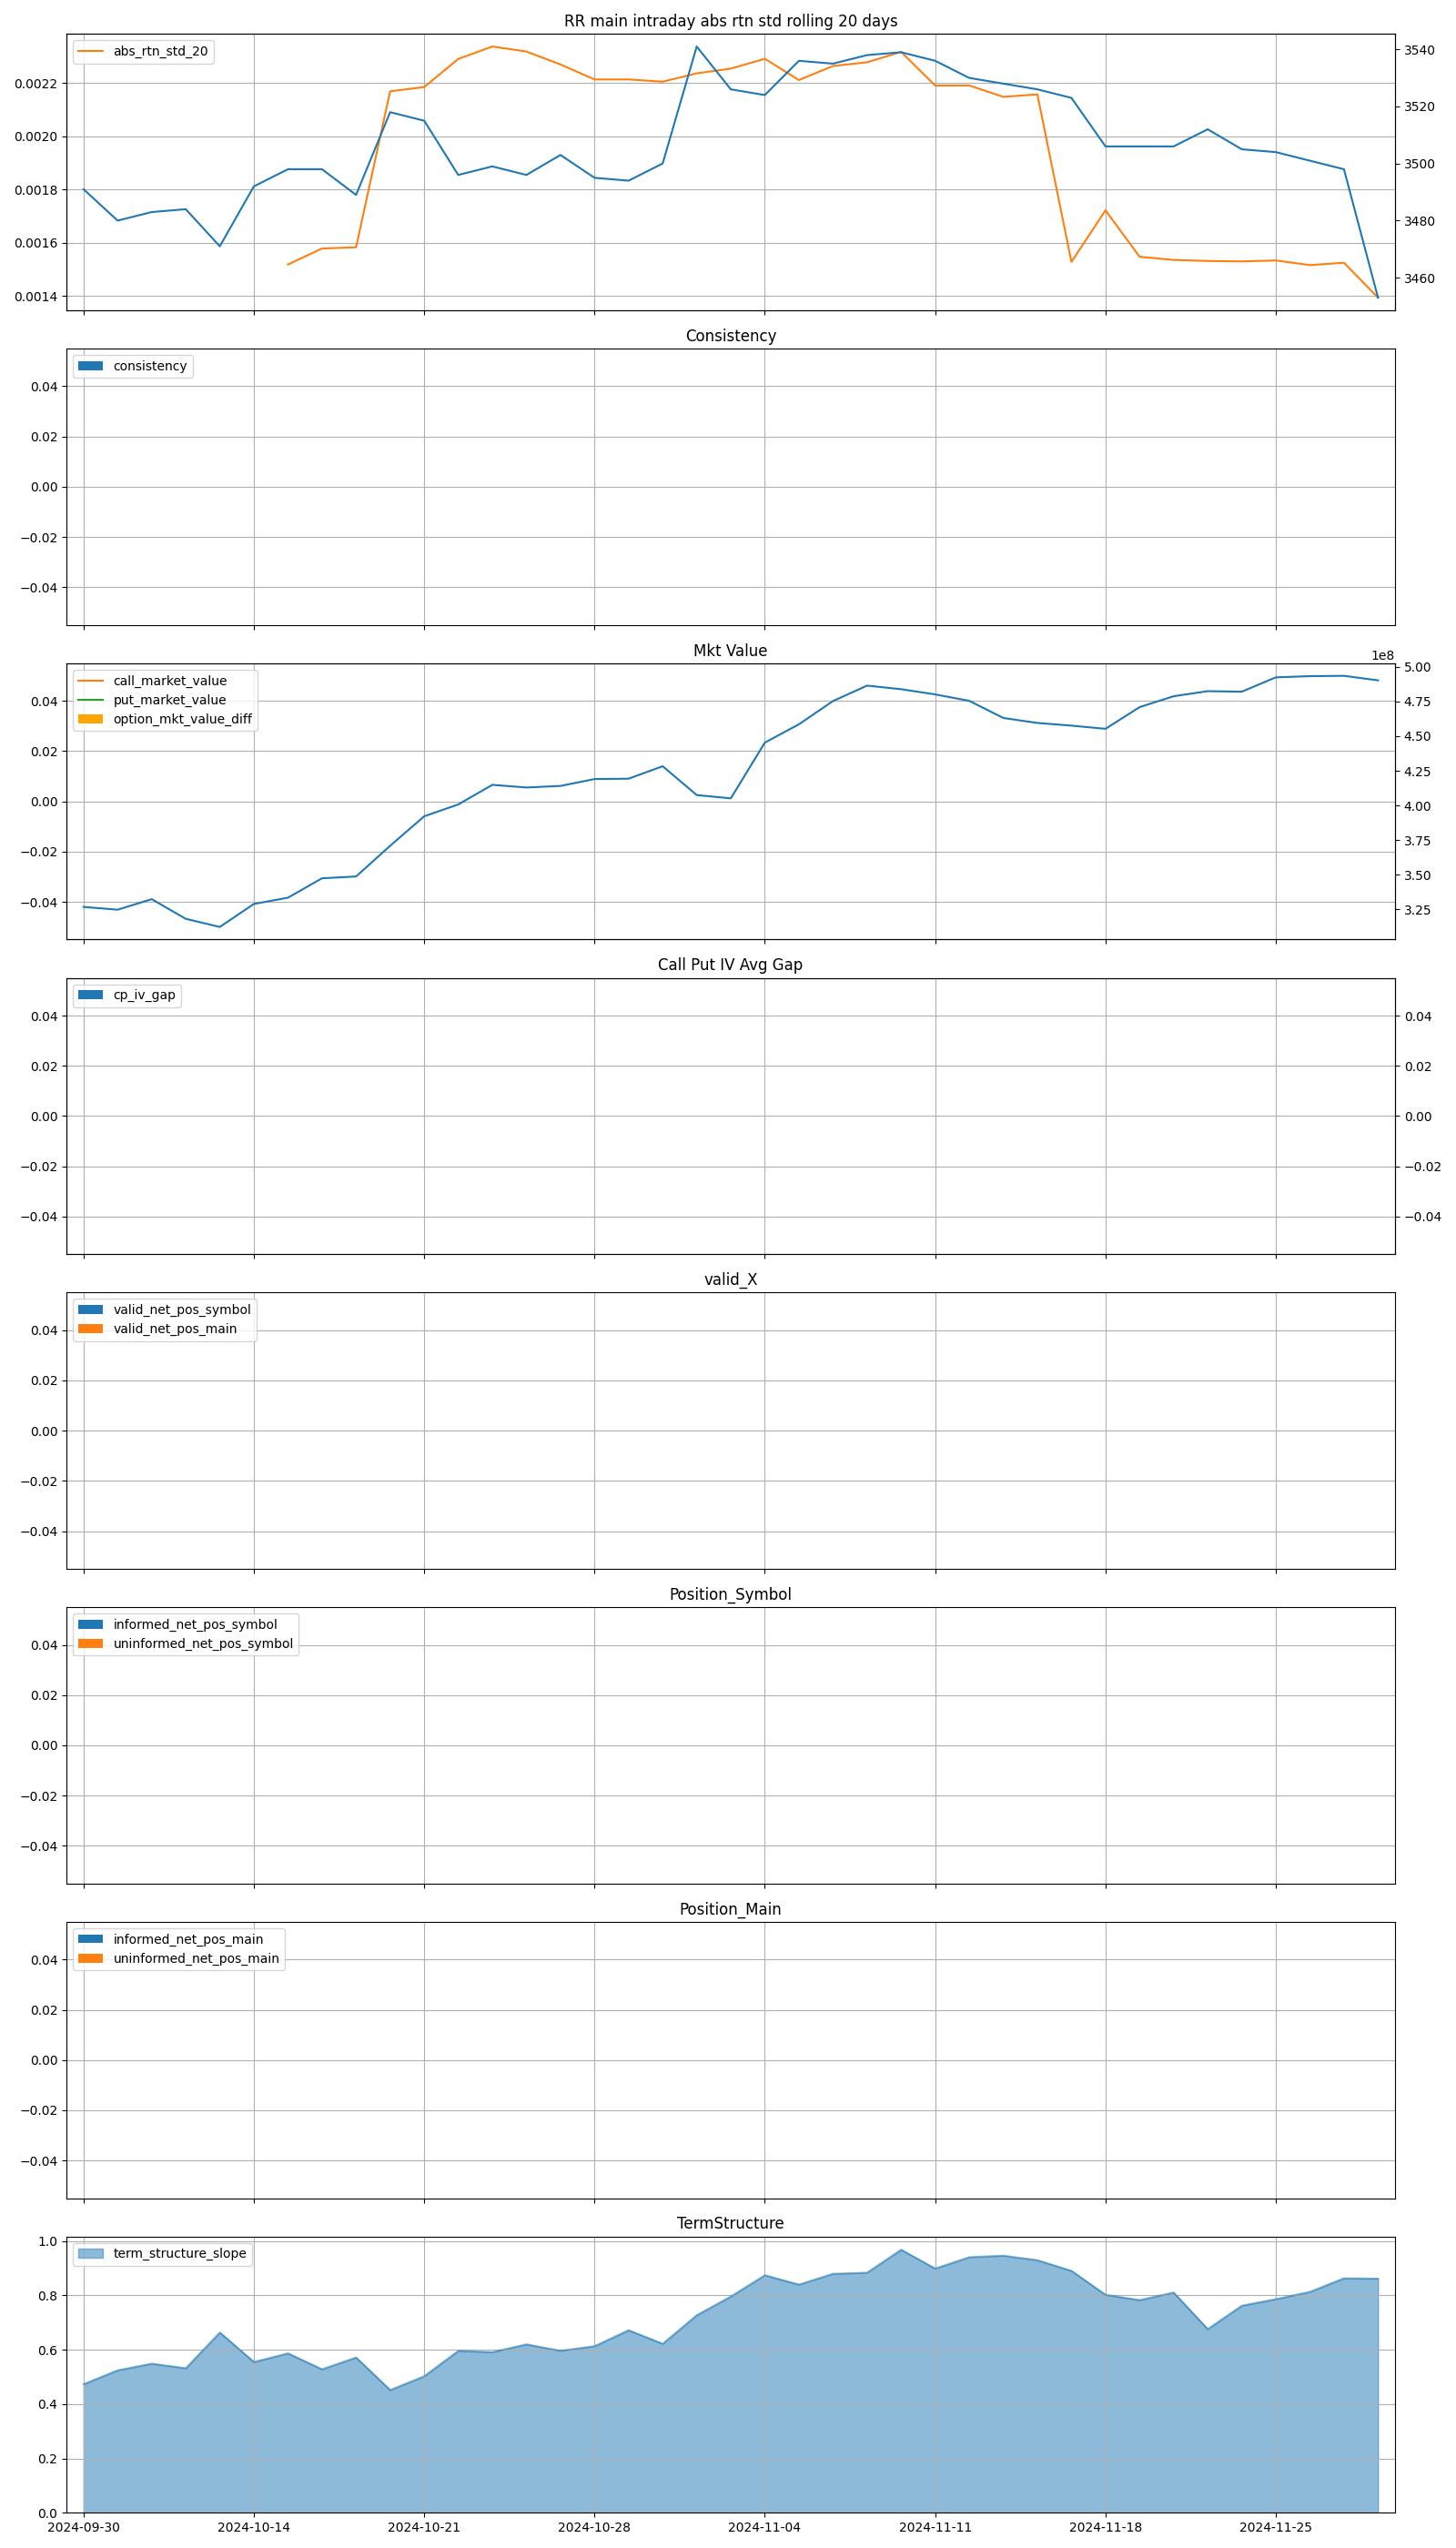 RR main intraday abs rtn std rolling 20 days
abs_rtn_std_20
0.0022
0.0020
0.0018
0.0016
0.0014
3540
3520
3500
3480
3460
Consistency
consistency
0.04
0.02
0.00
−0.02
−0.04
Mkt Value
1e8
call_market_value
put_market_value
option_mkt_value_diff
0.04
0.02
0.00
−0.02
−0.04
5.00
4.75
4.50
4.25
4.00
3.75
3.50
3.25
Call Put IV Avg Gap
cp_iv_gap
0.04
0.02
0.00
−0.02
−0.04
0.04
0.02
0.00
−0.02
−0.04
valid_X
valid_net_pos_symbol
valid_net_pos_main
0.04
0.02
0.00
−0.02
−0.04
Position_Symbol
informed_net_pos_symbol
uninformed_net_pos_symbol
0.04
0.02
0.00
−0.02
−0.04
Position_Main
informed_net_pos_main
uninformed_net_pos_main
0.04
0.02
0.00
−0.02
−0.04
TermStructure
term_structure_slope
1.0
0.8
0.6
0.4
0.2
0.0
2024-09-30 2024-10-14 2024-10-21 2024-10-28 2024-11-04 2024-11-11 2024-11-18 2024-11-25